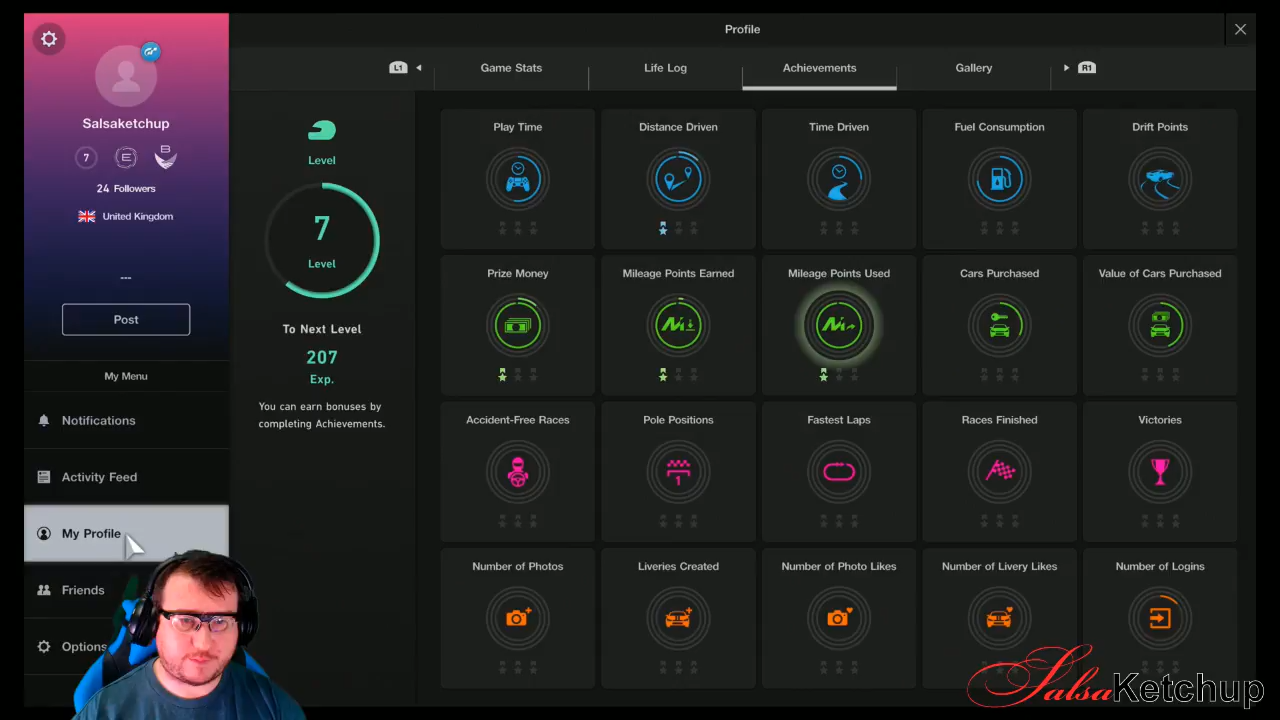 Profile
L1
Game Stats
Life Log
Achievements
Gallery
R1
Salsaketchup
7
E
B
24 Followers
United Kingdom
---
Post
My Menu
Notifications
Activity Feed
My Profile
Friends
Options
Level
7
Level
To Next Level
207
Exp.
You can earn bonuses by
completing Achievements.
Play Time
Distance Driven
Time Driven
Fuel Consumption
Drift Points
Prize Money
Mileage Points Earned
Mileage Points Used
Cars Purchased
Value of Cars Purchased
Accident-Free Races
Pole Positions
1
Fastest Laps
Races Finished
Victories
Number of Photos
Liveries Created
Number of Photo Likes
Number of Livery Likes
Number of Logins
SalsaKetchup